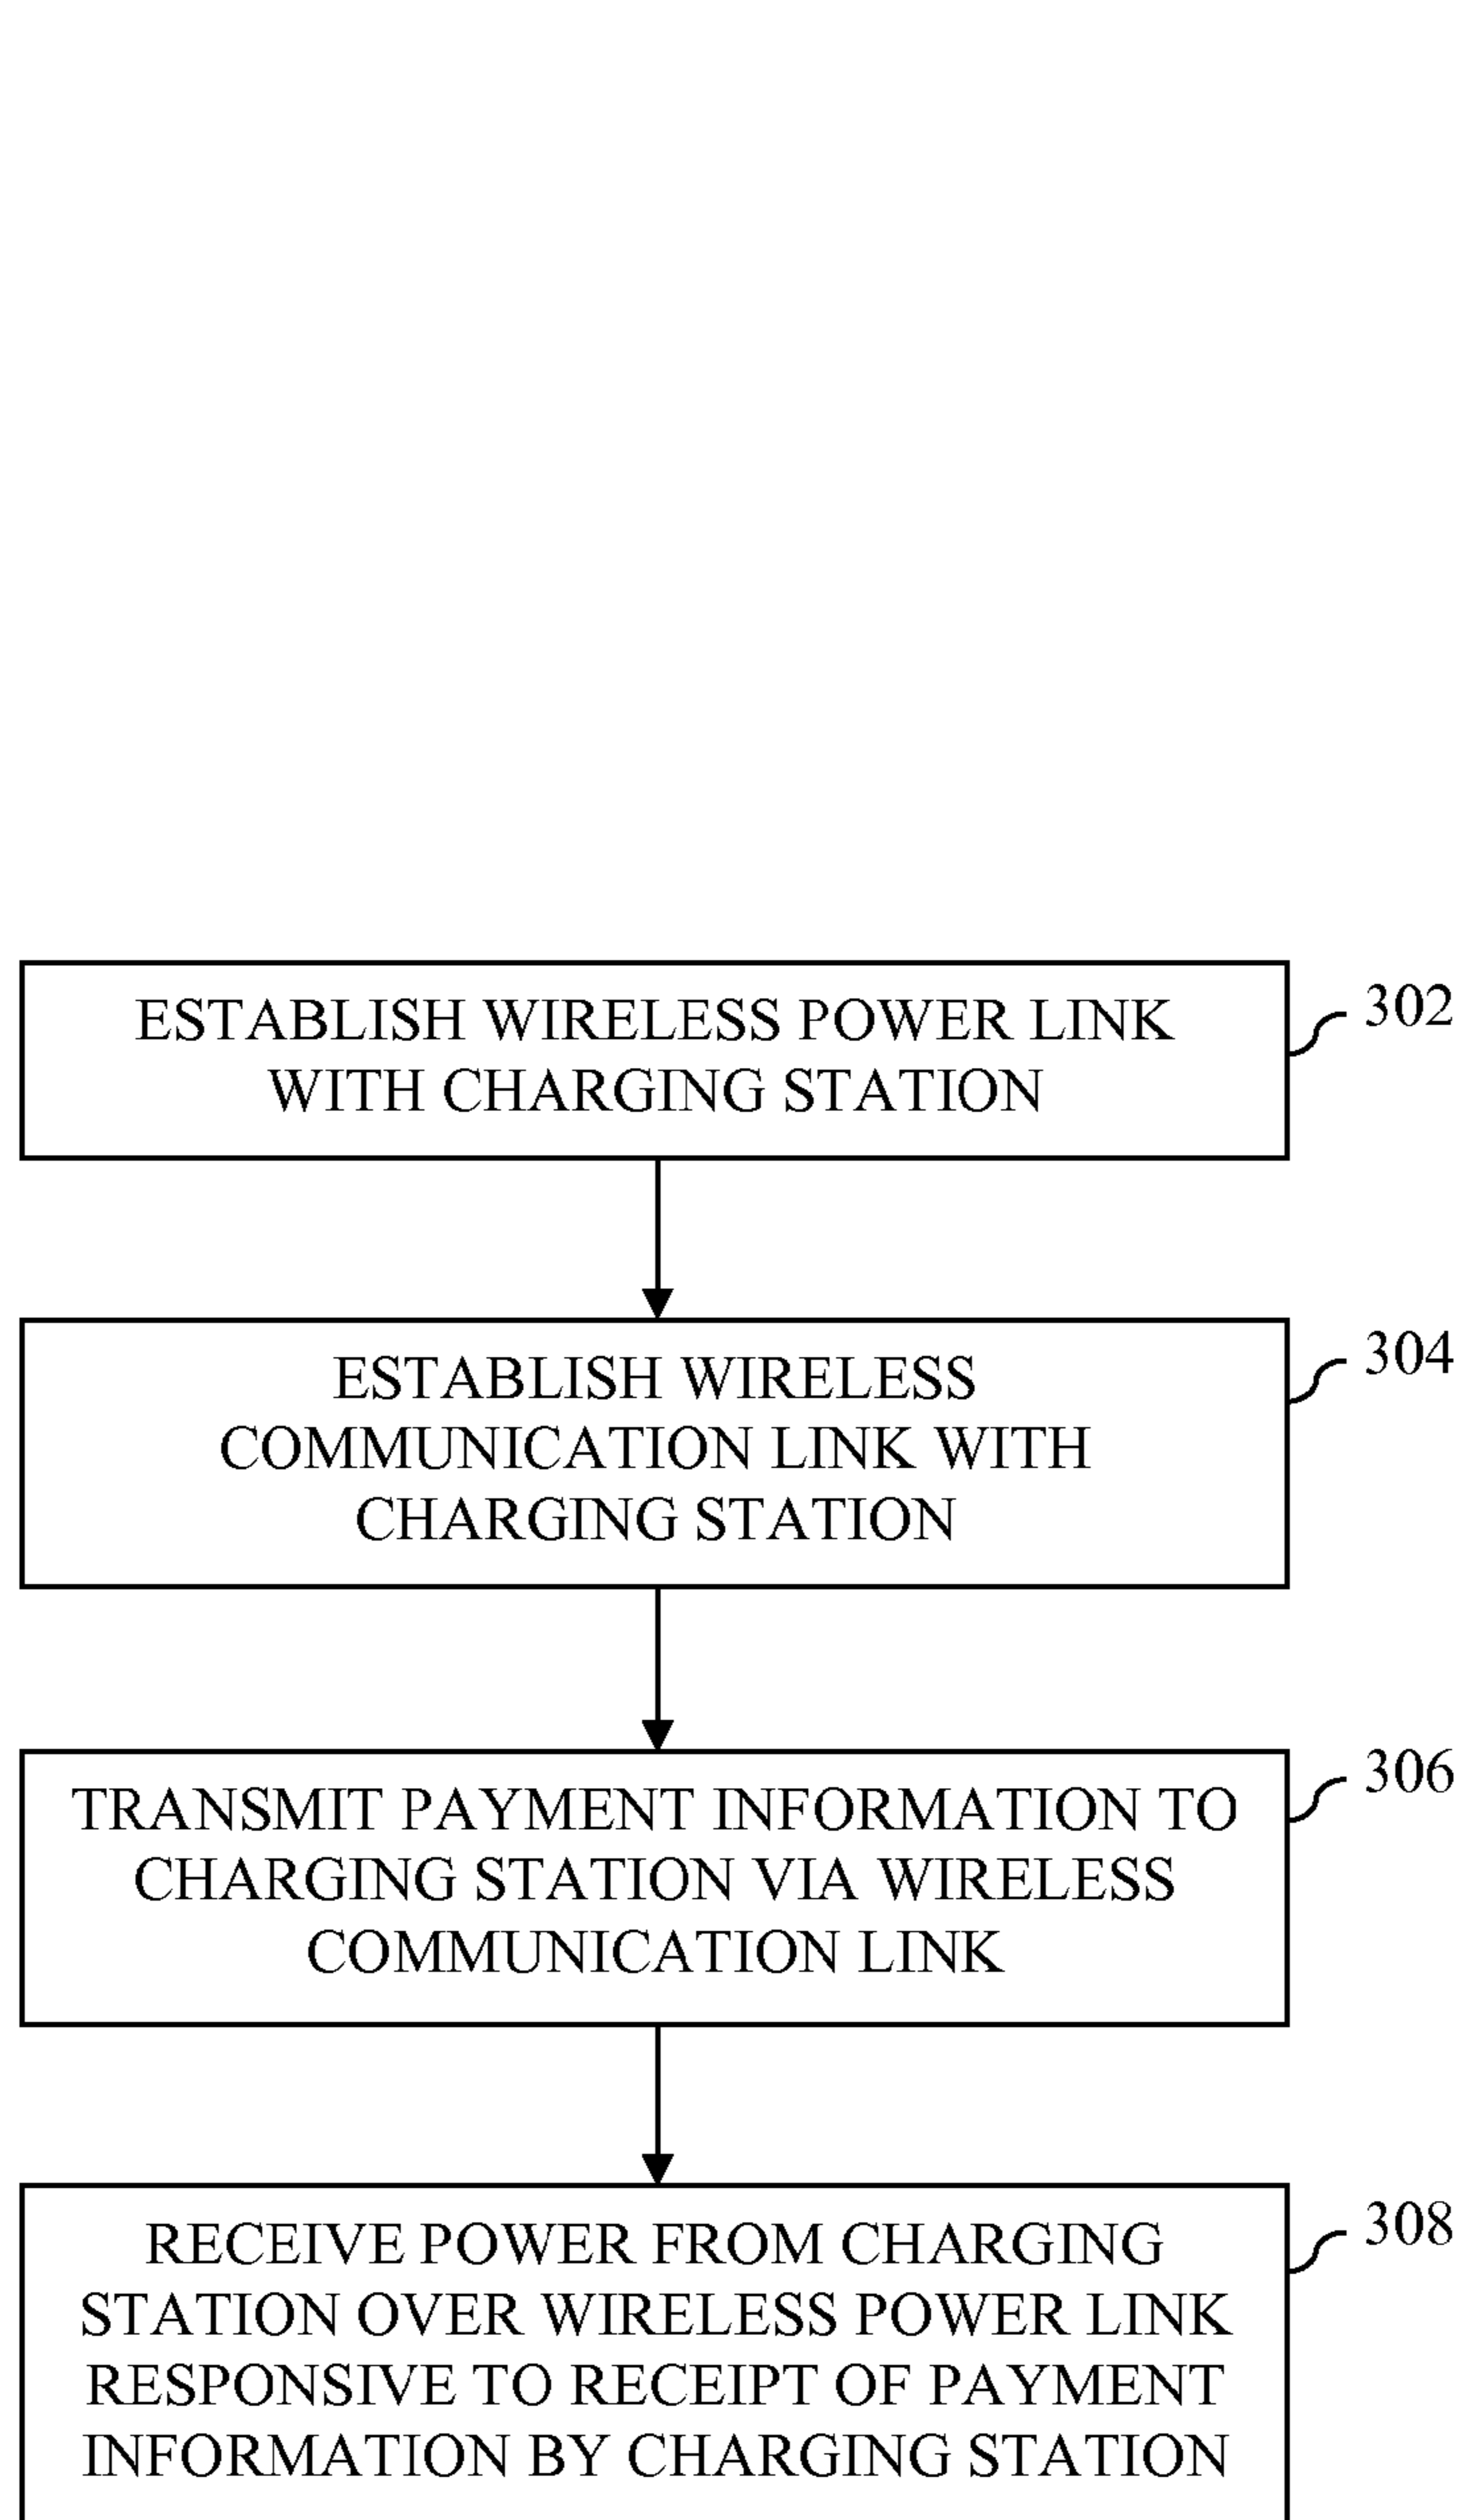 ESTABLISH WIRELESS POWER LINK
WITH CHARGING STATION
302
ESTABLISH WIRELESS
COMMUNICATION LINK WITH
CHARGING STATION
304
TRANSMIT PAYMENT INFORMATION TO
CHARGING STATION VIA WIRELESS
COMMUNICATION LINK
306
RECEIVE POWER FROM CHARGING
STATION OVER WIRELESS POWER LINK
RESPONSIVE TO RECEIPT OF PAYMENT
INFORMATION BY CHARGING STATION
308